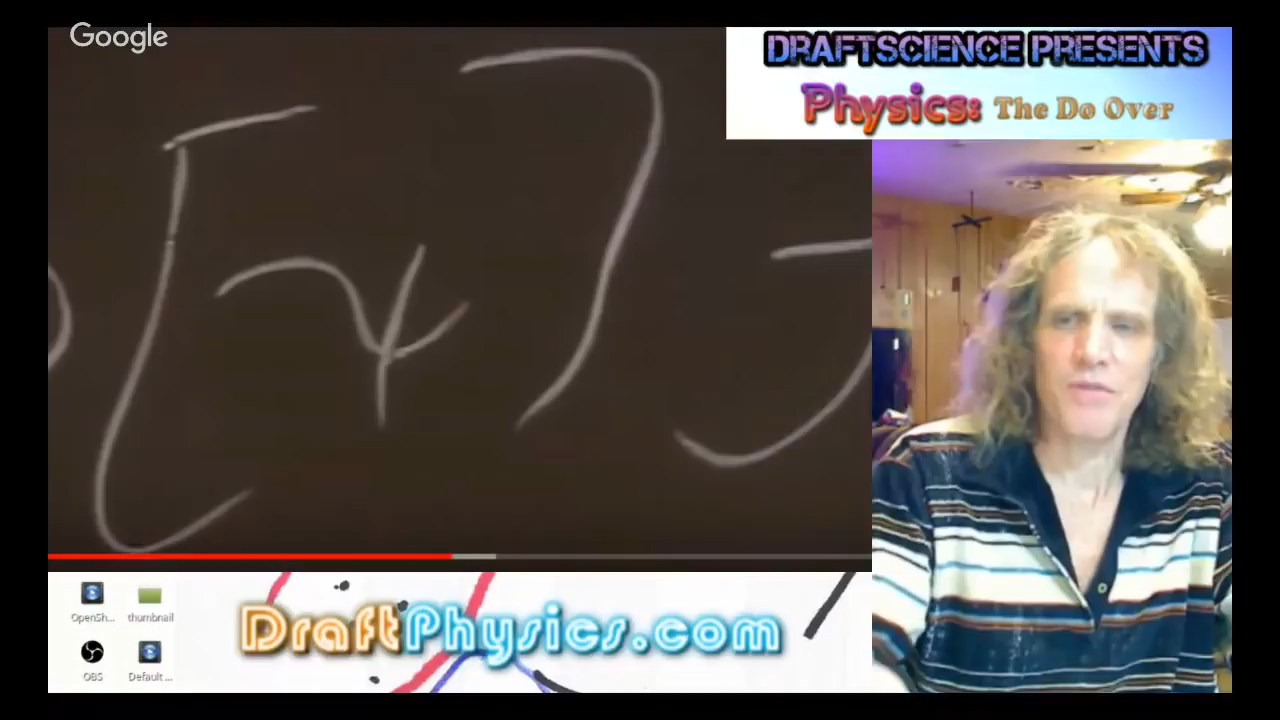 Google
DRAFTSCIENCE PRESENTS
Physics: The Do Over
[~ψ]
OpenSh... thumbnail
DraftPhysics.com
OBS Default ...